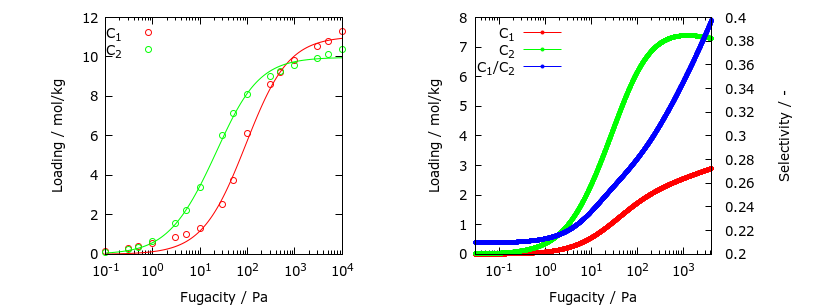 12
10
8
6
4
2
0
C1
C2
Loading / mol/kg
10-1 100 101 102 103 104
Fugacity / Pa
8
7
6
5
4
3
2
1
0
C1
C2
C1/C2
Loading / mol/kg
0.4
0.38
0.36
0.34
0.32
0.3
0.28
0.26
0.24
0.22
0.2
Selectivity / -
10-1 100 101 102 103
Fugacity / Pa